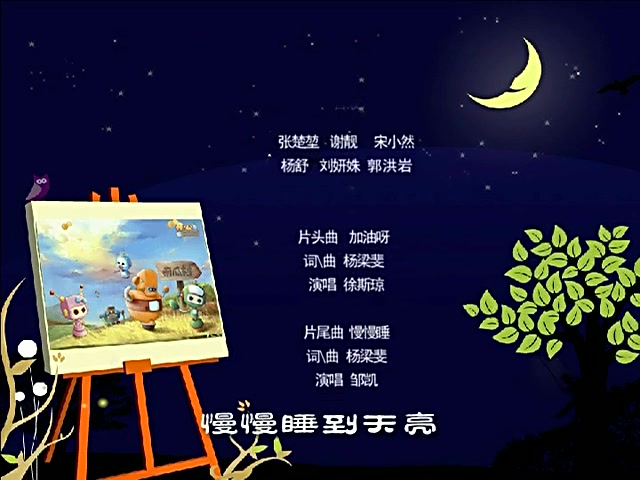 张楚堃 谢靓 宋小然
杨舒 刘妍姝 郭洪岩
片头曲 加油呀
词\曲 杨梁斐
演唱 徐斯琼
片尾曲 慢慢睡
词\曲 杨梁斐
演唱 邹凯
慢慢睡到天亮